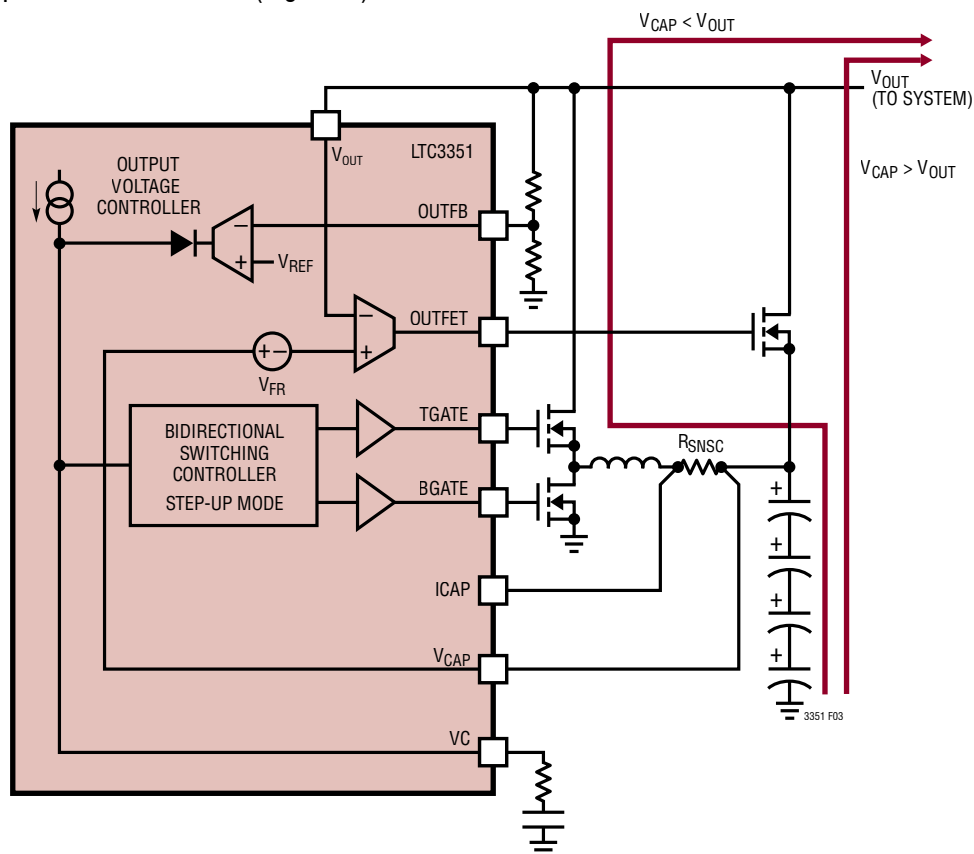 VCAP < VOUT
VOUT
(TO SYSTEM)
VCAP > VOUT
VOUT
LTC3351
OUTPUT
VOLTAGE
CONTROLLER
OUTFB
–
+
VREF
OUTFET
–
+
+–
VFR
TGATE
BIDIRECTIONAL
SWITCHING
CONTROLLER
STEP-UP MODE
BGATE
RSNSC
+
+
+
+
ICAP
VCAP
3351 F03
VC